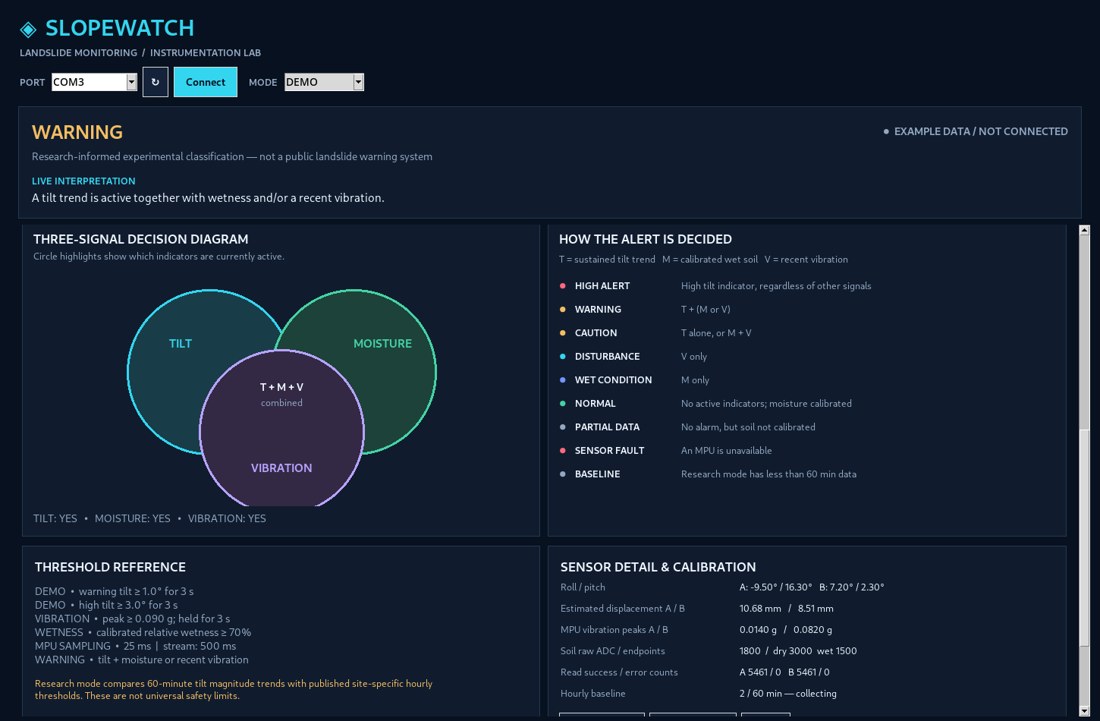 ◈ SLOPEWATCH
LANDSLIDE MONITORING / INSTRUMENTATION LAB
PORT COM3 ↻ Connect MODE DEMO
WARNING
● EXAMPLE DATA / NOT CONNECTED
Research-informed experimental classification — not a public landslide warning system
LIVE INTERPRETATION
A tilt trend is active together with wetness and/or a recent vibration.
THREE-SIGNAL DECISION DIAGRAM
Circle highlights show which indicators are currently active.
TILT
MOISTURE
T + M + V
combined
VIBRATION
TILT: YES • MOISTURE: YES • VIBRATION: YES
HOW THE ALERT IS DECIDED
T = sustained tilt trend M = calibrated wet soil V = recent vibration
● HIGH ALERT High tilt indicator, regardless of other signals
● WARNING T + (M or V)
● CAUTION T alone, or M + V
● DISTURBANCE V only
● WET CONDITION M only
● NORMAL No active indicators; moisture calibrated
● PARTIAL DATA No alarm, but soil not calibrated
● SENSOR FAULT An MPU is unavailable
● BASELINE Research mode has less than 60 min data
THRESHOLD REFERENCE
DEMO • warning tilt ≥ 1.0° for 3 s
DEMO • high tilt ≥ 3.0° for 3 s
VIBRATION • peak ≥ 0.090 g; held for 3 s
WETNESS • calibrated relative wetness ≥ 70%
MPU SAMPLING • 25 ms | stream: 500 ms
WARNING • tilt + moisture or recent vibration
Research mode compares 60-minute tilt magnitude trends with published site-specific hourly
thresholds. These are not universal safety limits.
SENSOR DETAIL & CALIBRATION
Roll / pitch A: -9.50° / 16.30° B: 7.20° / 2.30°
Estimated displacement A / B 10.68 mm / 8.51 mm
MPU vibration peaks A / B 0.0140 g / 0.0820 g
Soil raw ADC / endpoints 1800 / dry 3000 wet 1500
Read success / error counts A 5461 / 0 B 5461 / 0
Hourly baseline 2 / 60 min — collecting